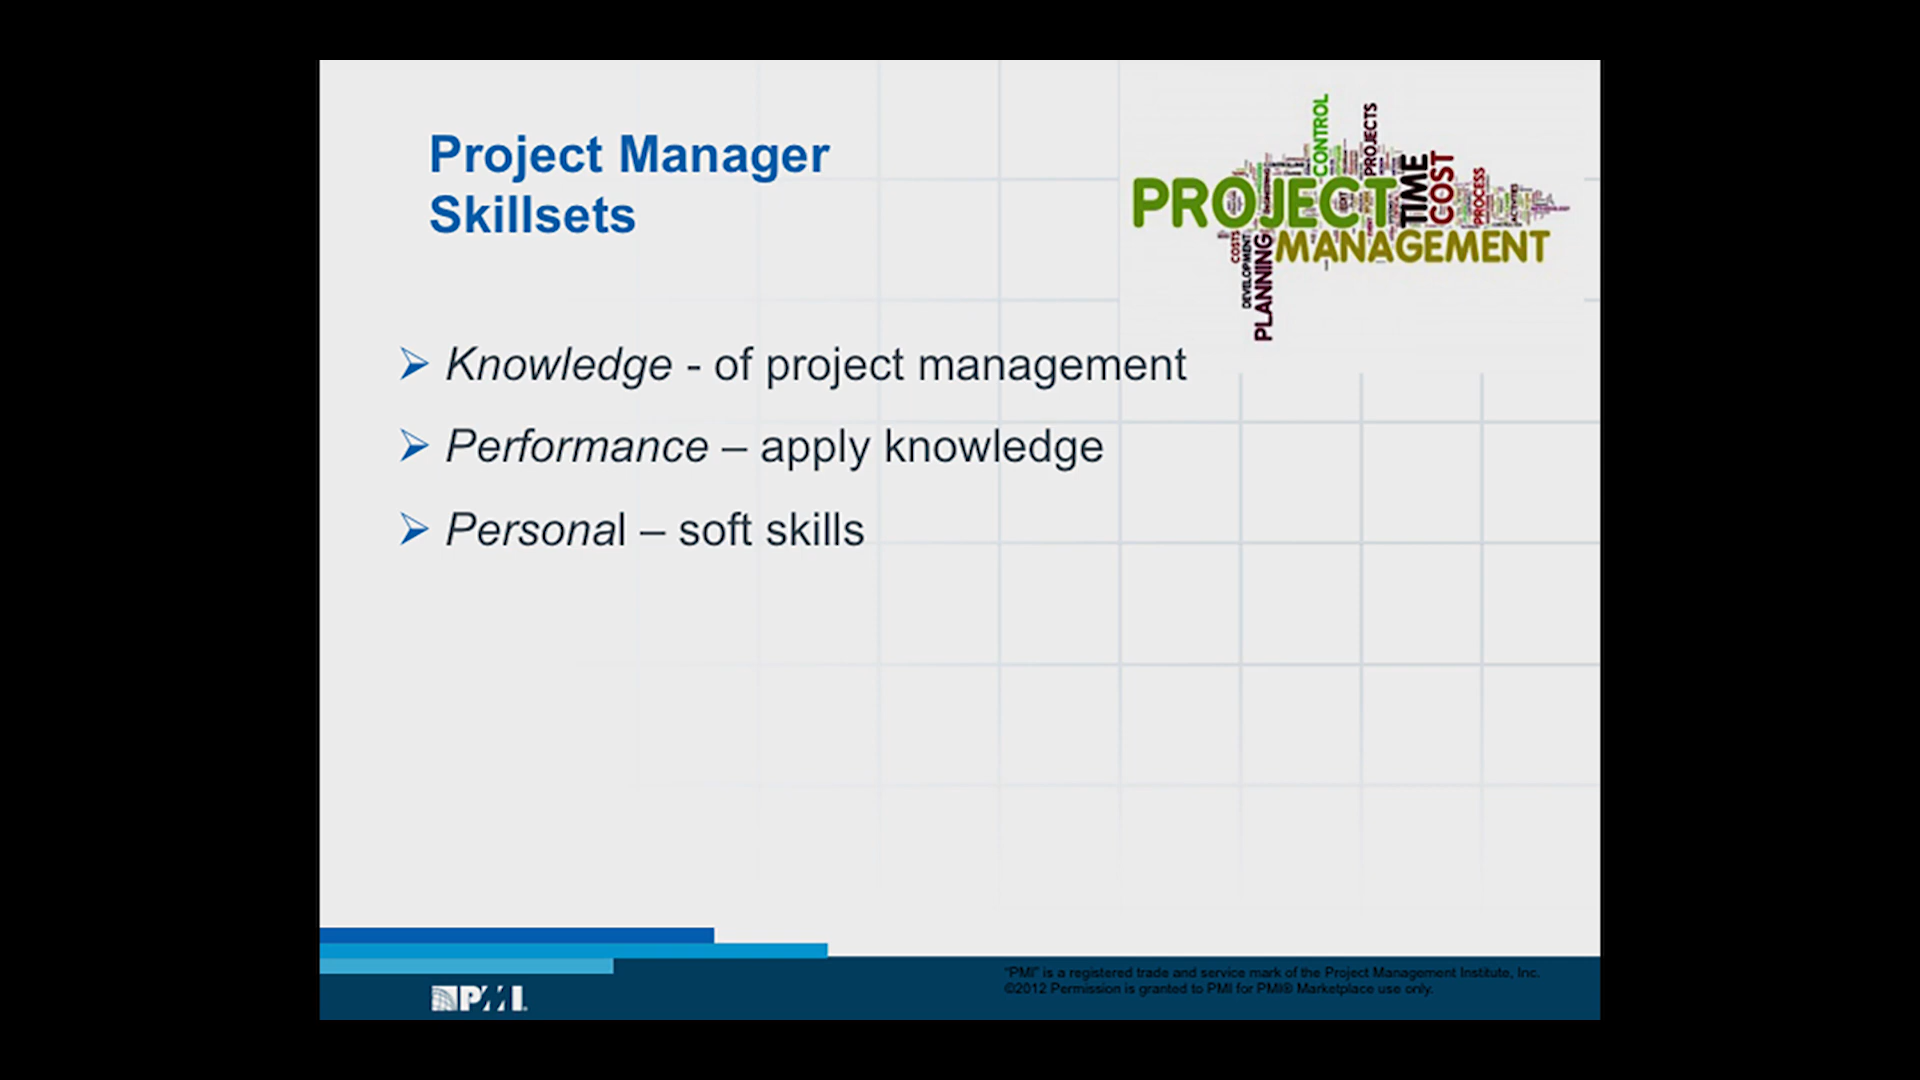 Project Manager
Skillsets
CONTROL
PROJECTS
PROJECT
TIME
COST
PROCESS
ACTIVITIES
MANAGEMENT
COSTS
DEVELOPMENT
PLANNING
Knowledge - of project management
Performance – apply knowledge
Personal – soft skills
PMI
"PMI" is a registered trade and service mark of the Project Management Institute, Inc.
©2012 Permission is granted to PMI for PMI® Marketplace use only.